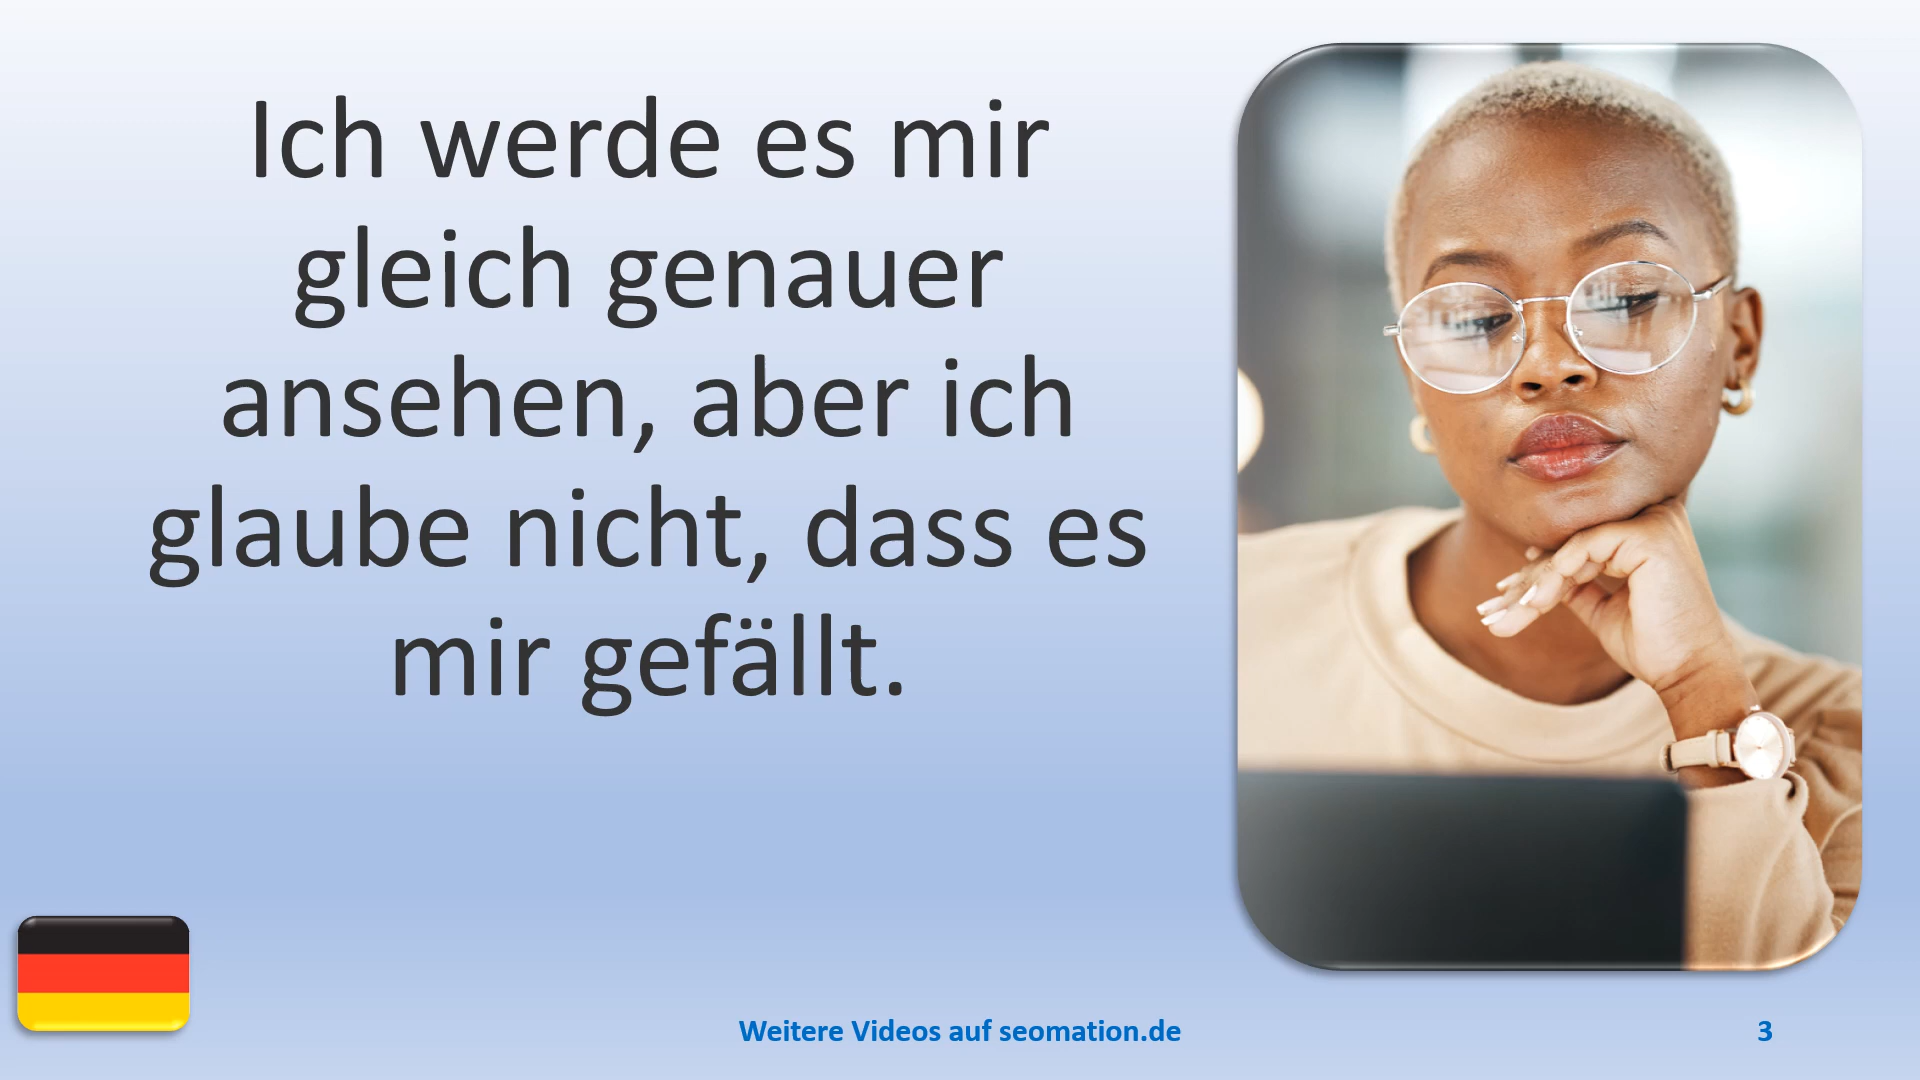 Ich werde es mir
gleich genauer
ansehen, aber ich
glaube nicht, dass es
mir gefällt.
Weitere Videos auf seomation.de
3